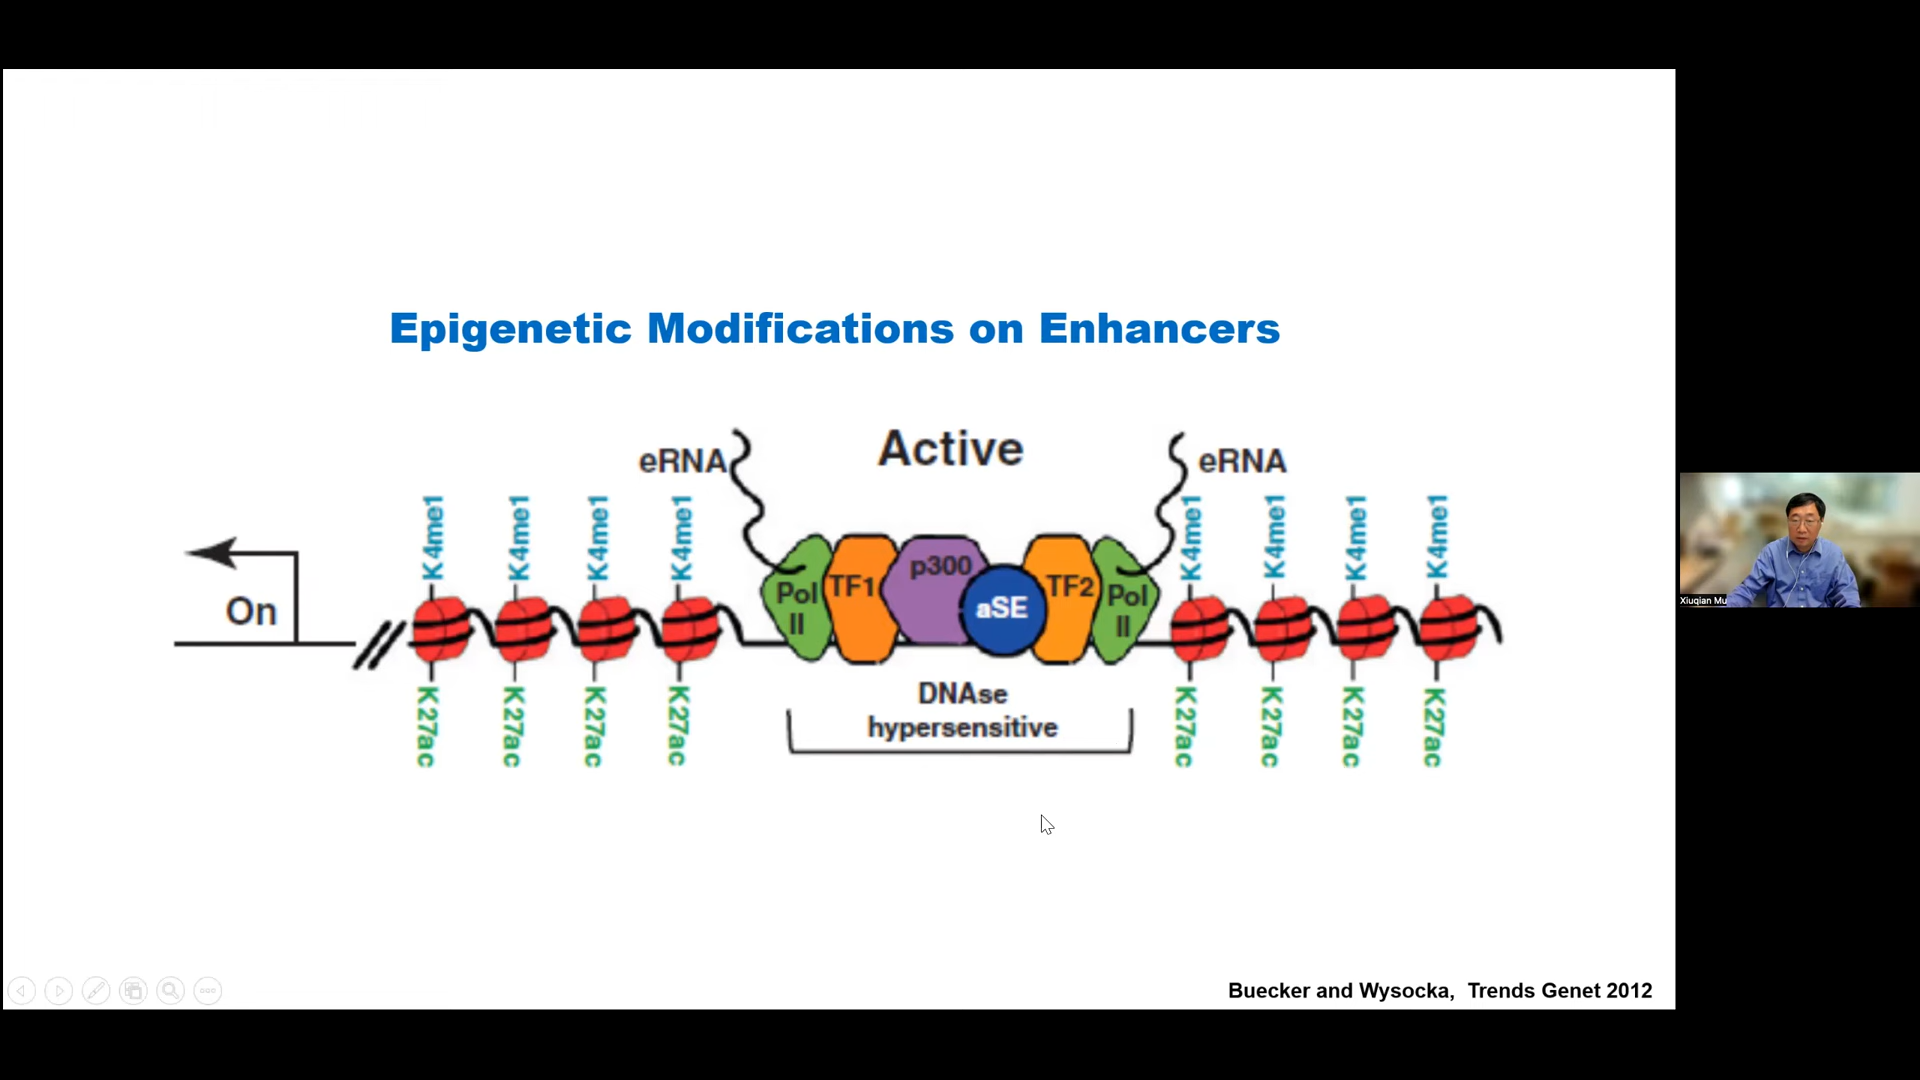 Epigenetic Modifications on Enhancers
Active
eRNA
eRNA
K4me1
K4me1
K4me1
K4me1
K4me1
K4me1
K4me1
K4me1
On
Pol
II
TF1
p300
aSE
TF2
Pol
II
K27ac
K27ac
K27ac
K27ac
K27ac
K27ac
K27ac
K27ac
DNAse
hypersensitive
Buecker and Wysocka, Trends Genet 2012
Xiuqian Mu